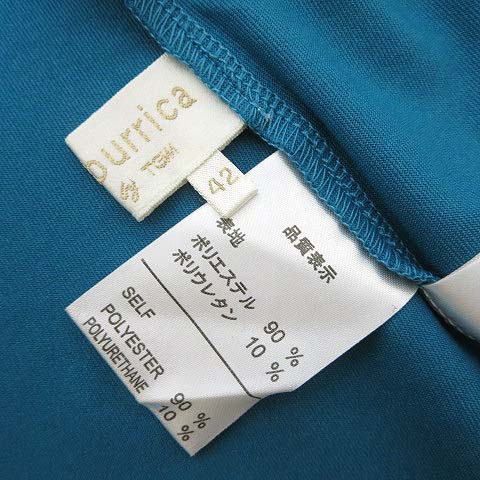 ourrica
by TGM
42
品質表示
表地
ポリエステル 90 %
ポリウレタン 10 %
SELF
POLYESTER 90 %
POLYURETHANE 10 %